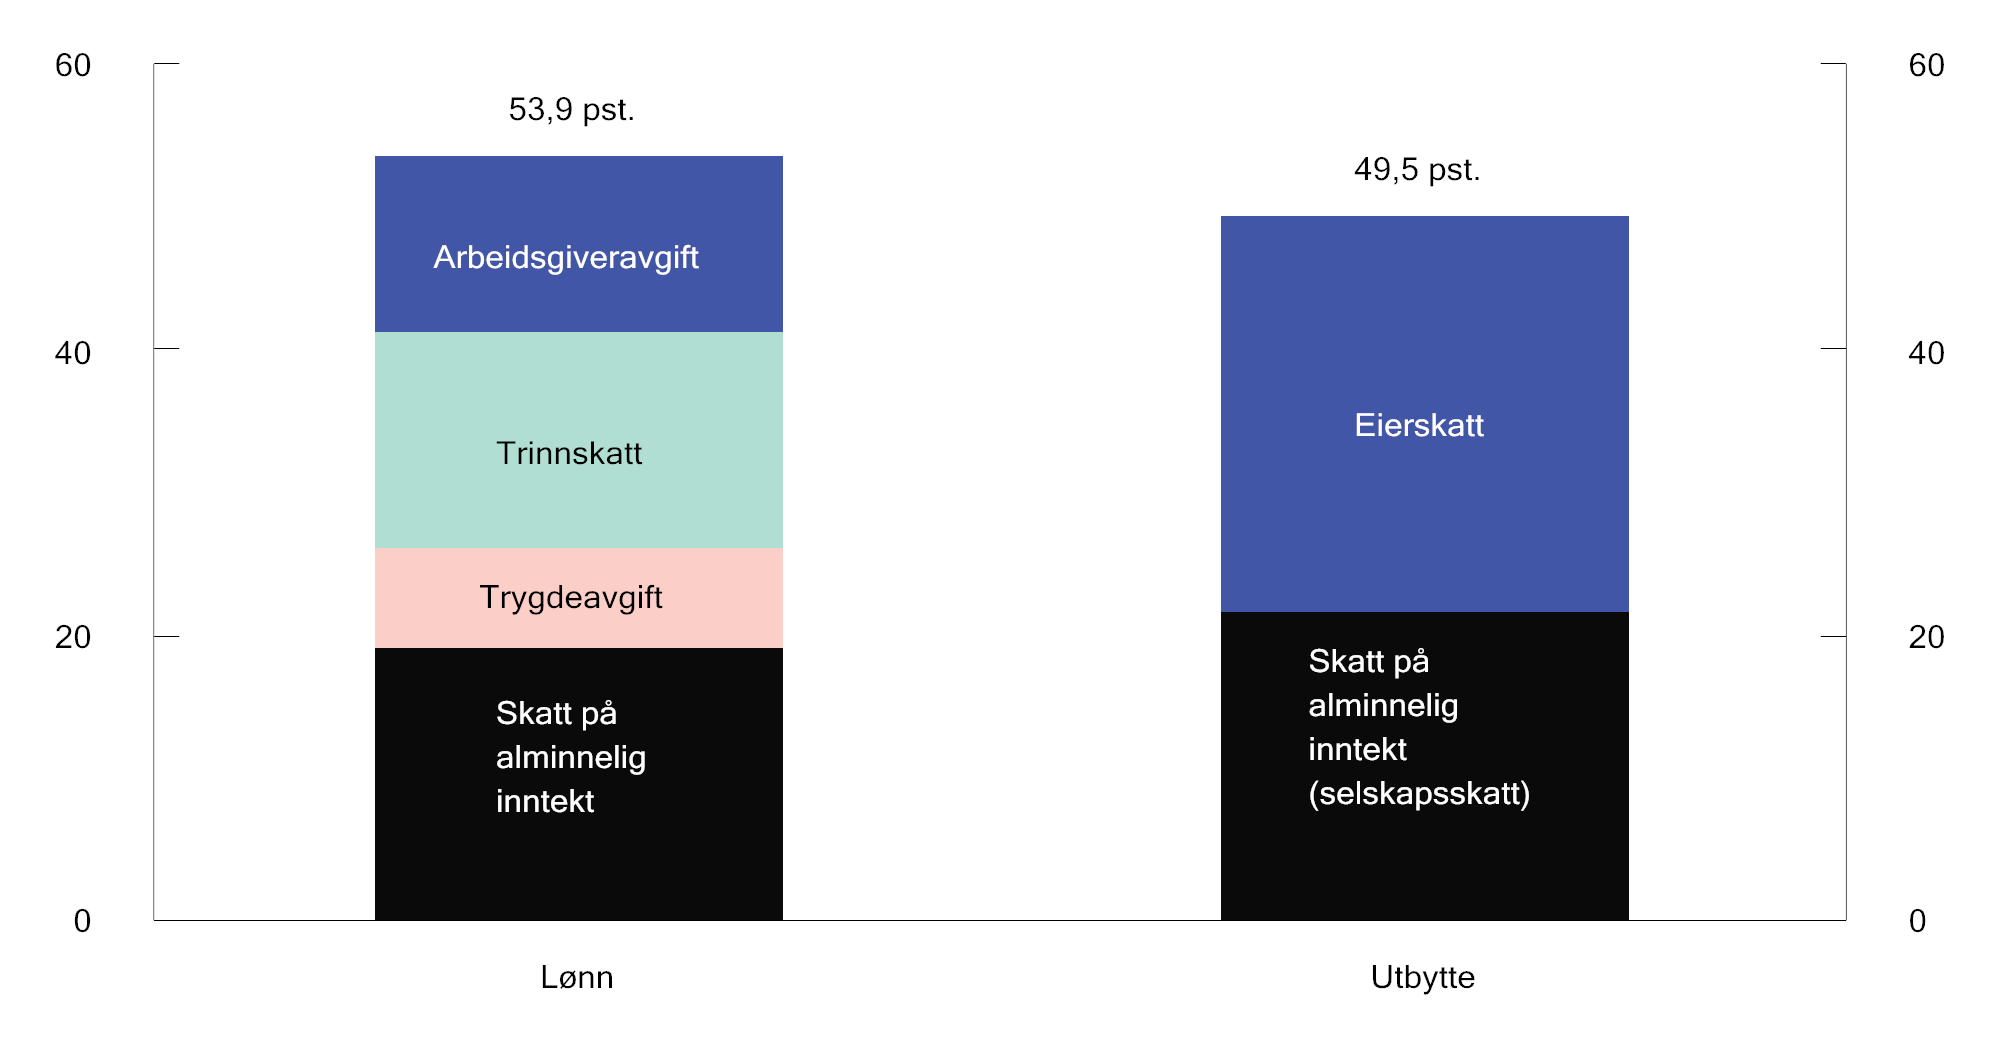 60
60
53,9 pst.
49,5 pst.
Arbeidsgiveravgift
40
40
Eierskatt
Trinnskatt
Trygdeavgift
20
20
Skatt på
alminnelig
inntekt
Skatt på
alminnelig
inntekt
(selskapsskatt)
0
0
Lønn
Utbytte